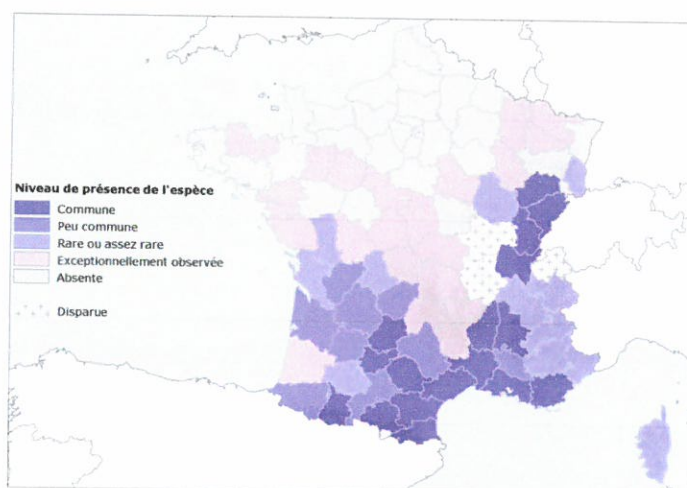 Niveau de présence de l'espèce
Commune
Peu commune
Rare ou assez rare
Exceptionnellement observée
Absente
Disparue